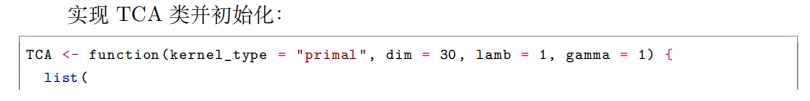 实现 TCA 类并初始化：
TCA <- function(kernel_type = "primal", dim = 30, lamb = 1, gamma = 1) {
  list(